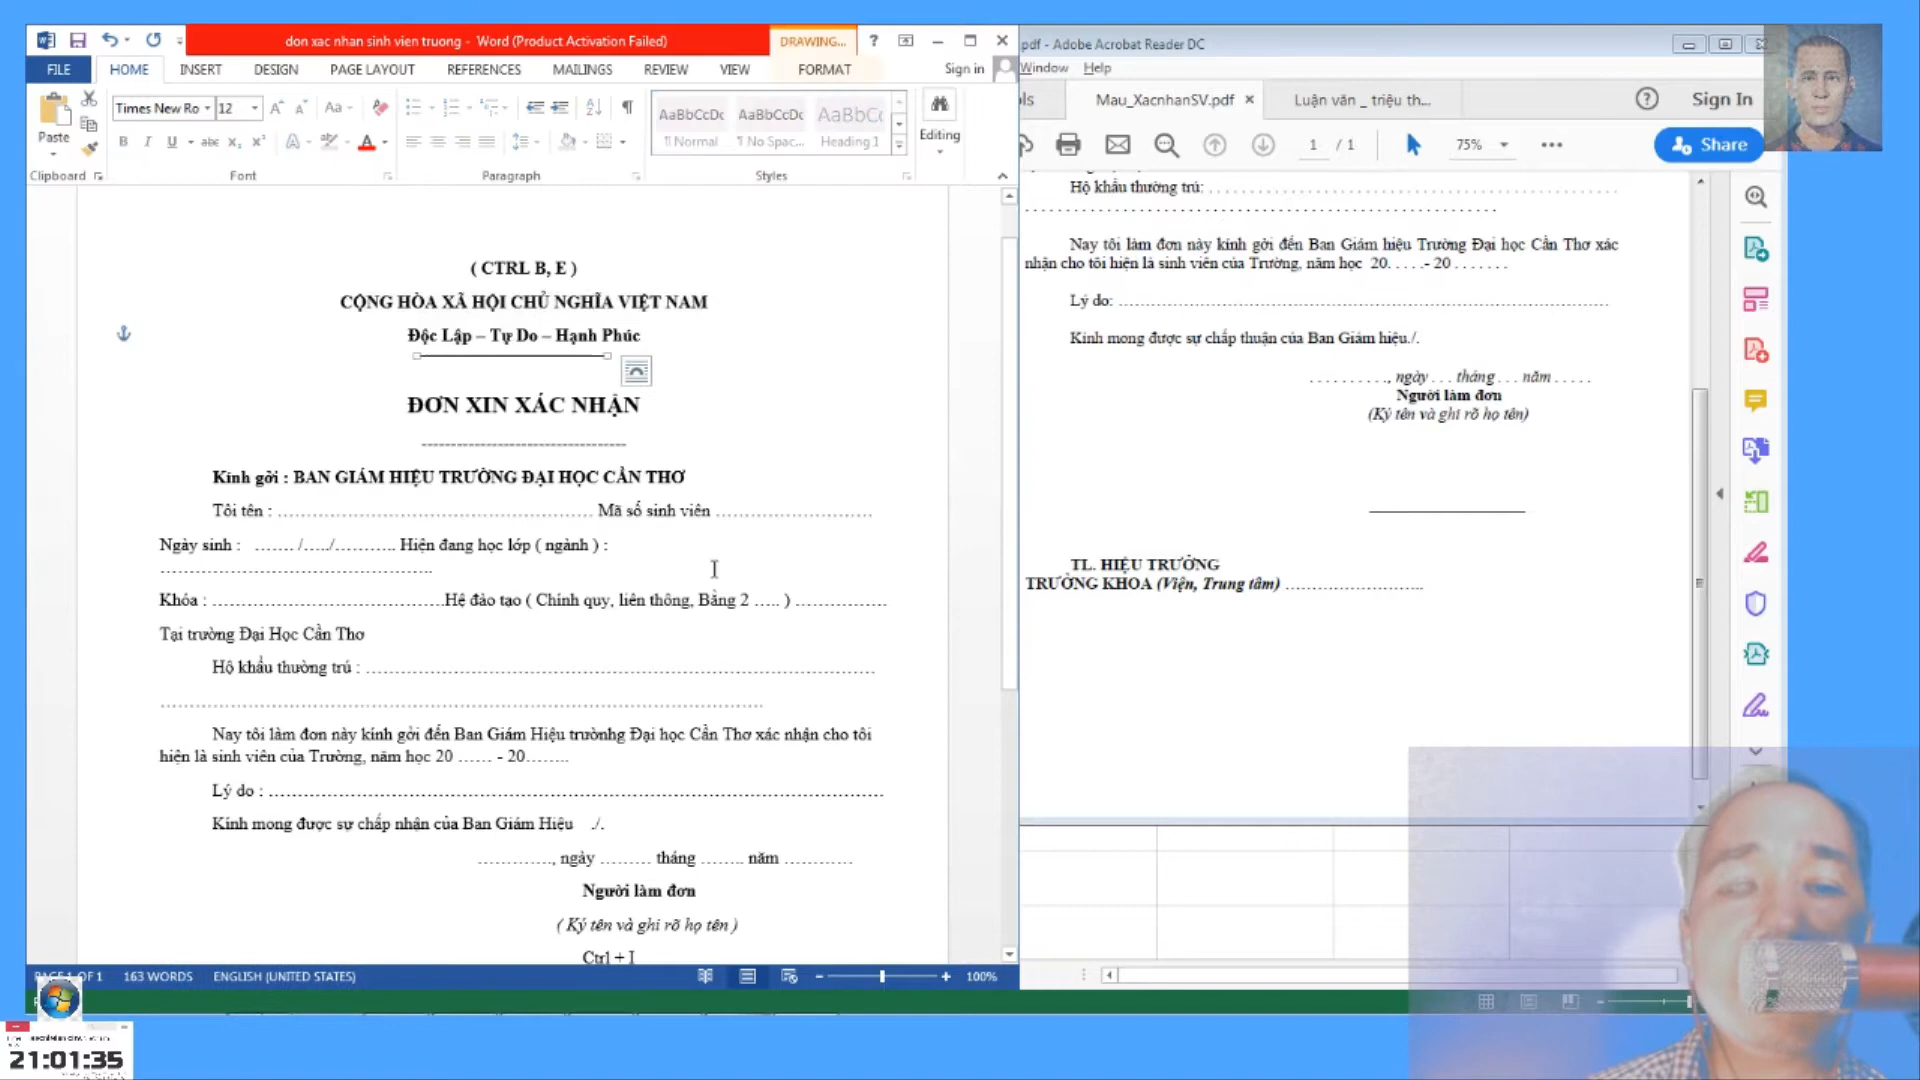 don xac nhan sinh vien truong - Word (Product Activation Failed)
DRAWING...
?
FILE
HOME
INSERT
DESIGN
PAGE LAYOUT
REFERENCES
MAILINGS
REVIEW
VIEW
FORMAT
Sign in
Paste
Times New Ro
12
Aa
B I U abc X₂ X²
AaBbCcDc
AaBbCcDc
AaBbC
¶ Normal
¶ No Spac...
Heading 1
Editing
Clipboard
Font
Paragraph
Styles
( CTRL B, E )
CỘNG HÒA XÃ HỘI CHỦ NGHĨA VIỆT NAM
Độc Lập – Tự Do – Hạnh Phúc
ĐƠN XIN XÁC NHẬN
-----------------------------------
Kính gởi : BAN GIÁM HIỆU TRƯỜNG ĐẠI HỌC CẦN THƠ
Tôi tên : ………………………………………………… Mã số sinh viên ……………………….
Ngày sinh : ……. /…../……….. Hiện đang học lớp ( ngành ) :
………………………………………….
Khóa : ……………………………………Hệ đào tạo ( Chính quy, liên thông, Bằng 2 ….. ) …………….
Tại trường Đại Học Cần Thơ
Hộ khẩu thường trú : …………………………………………………………………………………
………………………………………………………………………………………………
Nay tôi làm đơn này kính gởi đến Ban Giám Hiệu trườnhg Đại học Cần Thơ xác nhận cho tôi
hiện là sinh viên của Trường, năm học 20 …… - 20……..
Lý do : …………………………………………………………………………………………………
Kính mong được sự chấp nhận của Ban Giám Hiệu ./.
…………, ngày ……… tháng …….. năm …………
Người làm đơn
( Ký tên và ghi rõ họ tên )
Ctrl + I
PAGE 1 OF 1
163 WORDS
ENGLISH (UNITED STATES)
100%
21:01:35
pdf - Adobe Acrobat Reader DC
Window
Help
ls
Mau_XacnhanSV.pdf
Luận văn _ triệu th...
Sign In
1 / 1
75%
Share
Hộ khẩu thường trú: . . . . . . . . . . . . . . . . . . . . . . . . . . . . . . . . . . . . . . . .
. . . . . . . . . . . . . . . . . . . . . . . . . . . . . . . . . . . . . . . . . . . . . . . . . .
Nay tôi làm đơn này kính gởi đến Ban Giám hiệu Trường Đại học Cần Thơ xác
nhận cho tôi hiện là sinh viên của Trường, năm học 20. . . . .- 20 . . . . . . .
Lý do: ………………………………………………………………………………
Kính mong được sự chấp thuận của Ban Giám hiệu./.
. . . . . . . . . ., ngày . . . tháng . . . năm . . . . .
Người làm đơn
(Ký tên và ghi rõ họ tên)
TL. HIỆU TRƯỞNG
TRƯỞNG KHOA (Viện, Trung tâm) …………………….